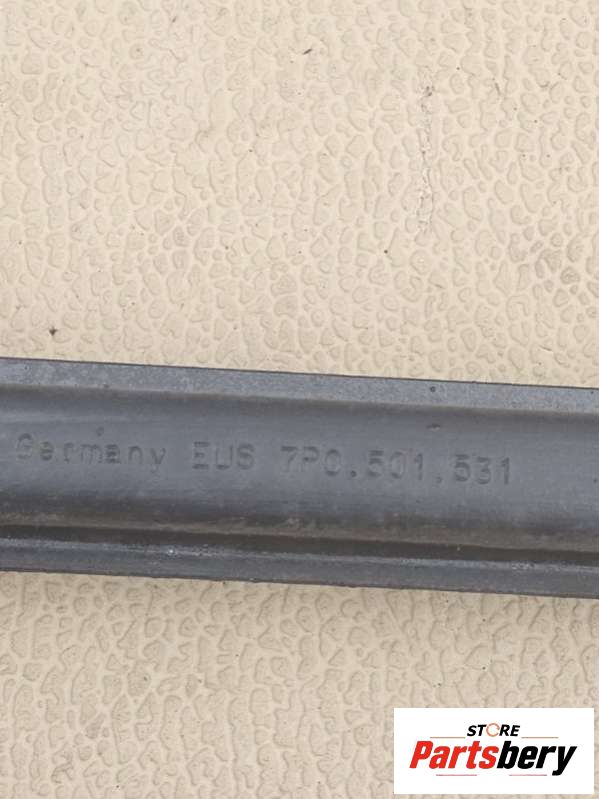 Germany EUS 7P0.501.531
STORE
Partsbery